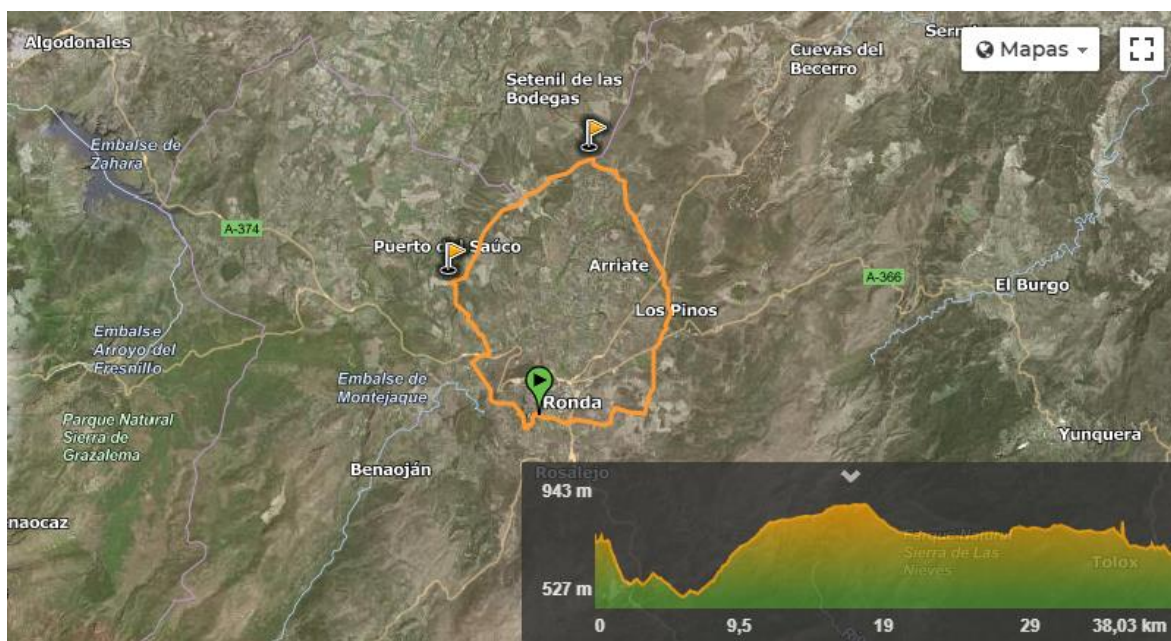 Algodonales
Serrat
Mapas
Cuevas del
Becerro
Setenil de las
Bodegas
Embalse de
Zahara
A-374
Puerto del Saúco
Arriate
A-366
El Burgo
Los Pinos
Embalse
Arroyo del
Fresnillo
Embalse de
Montejaque
Ronda
Parque Natural
Sierra de
Grazalema
Yunquera
Benaoján
Rosalejo
943 m
naocaz
Parque Natural
Sierra de Las
Nieves
Tolox
527 m
0
9,5
19
29
38,03 km